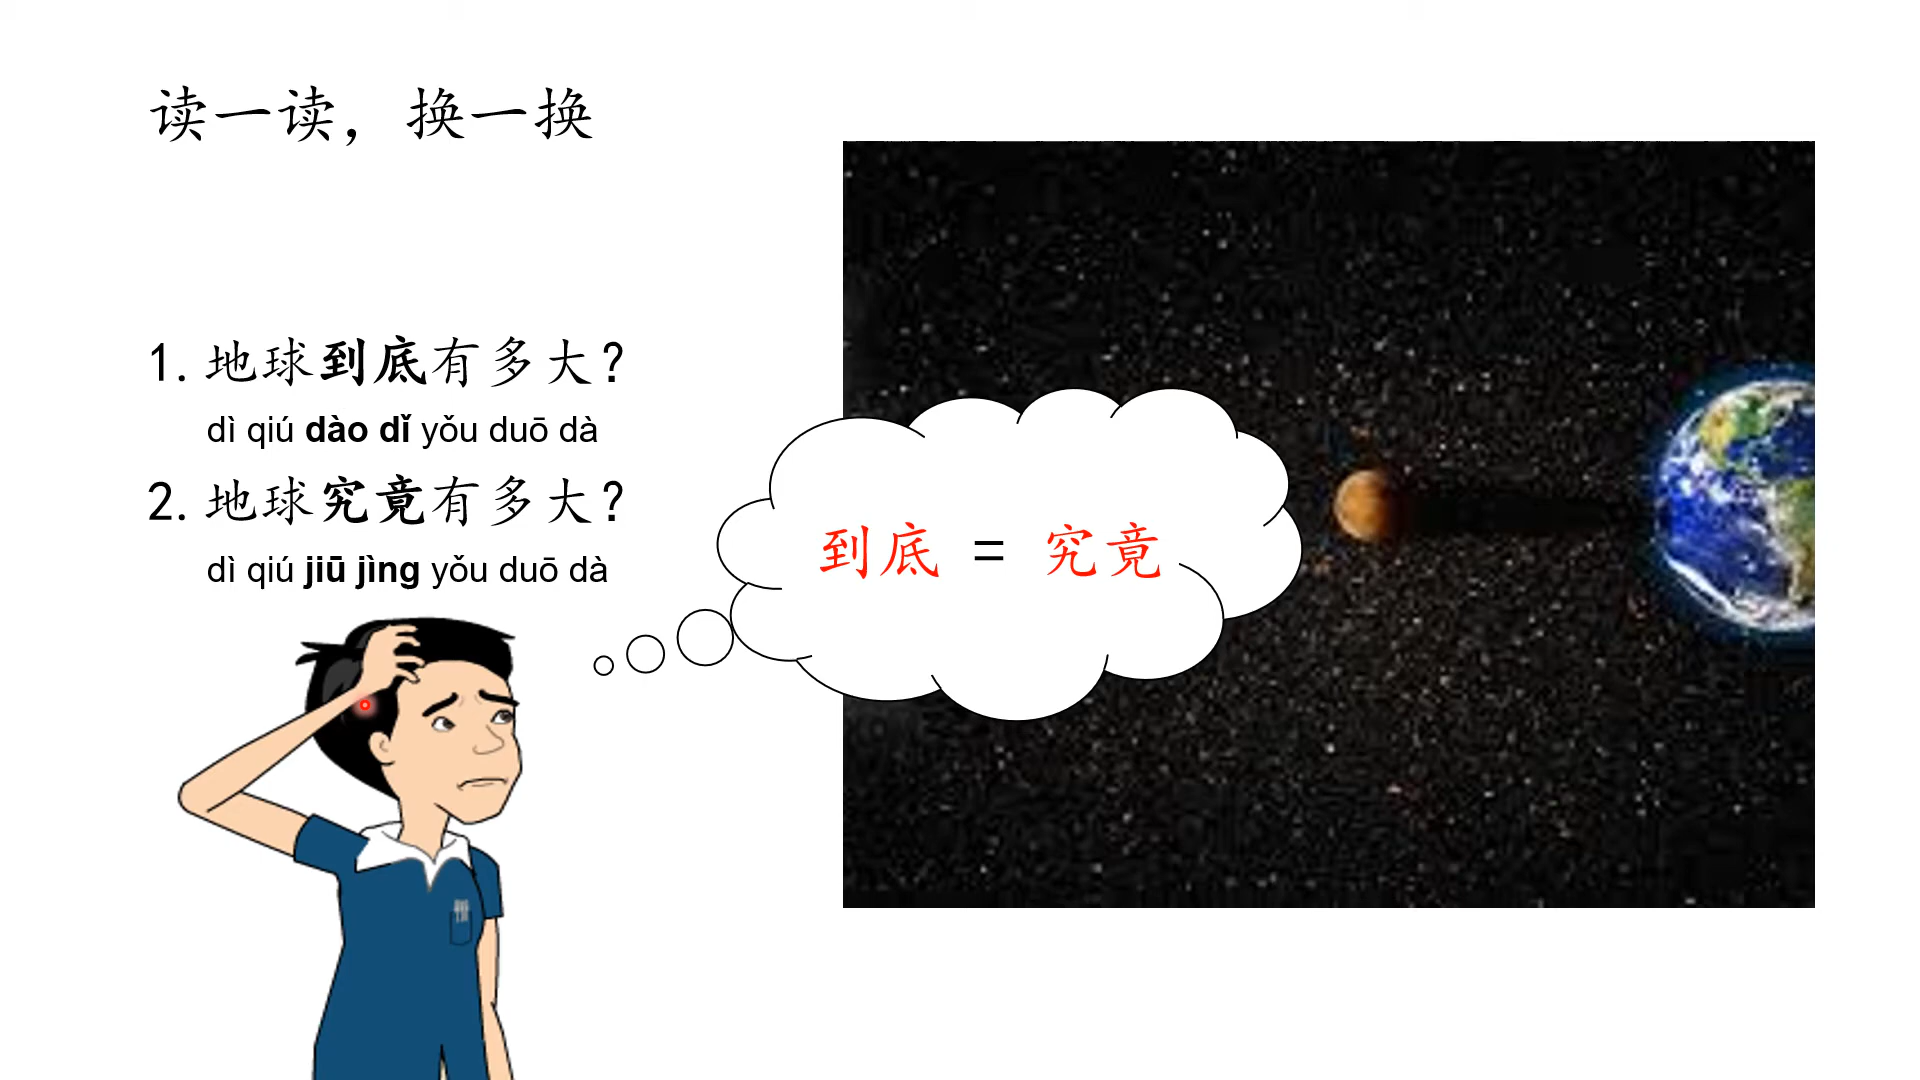 读一读，换一换
1.地球到底有多大？
dì qiú dào dǐ yǒu duō dà
2.地球究竟有多大？
dì qiú jiū jìng yǒu duō dà
到底 = 究竟